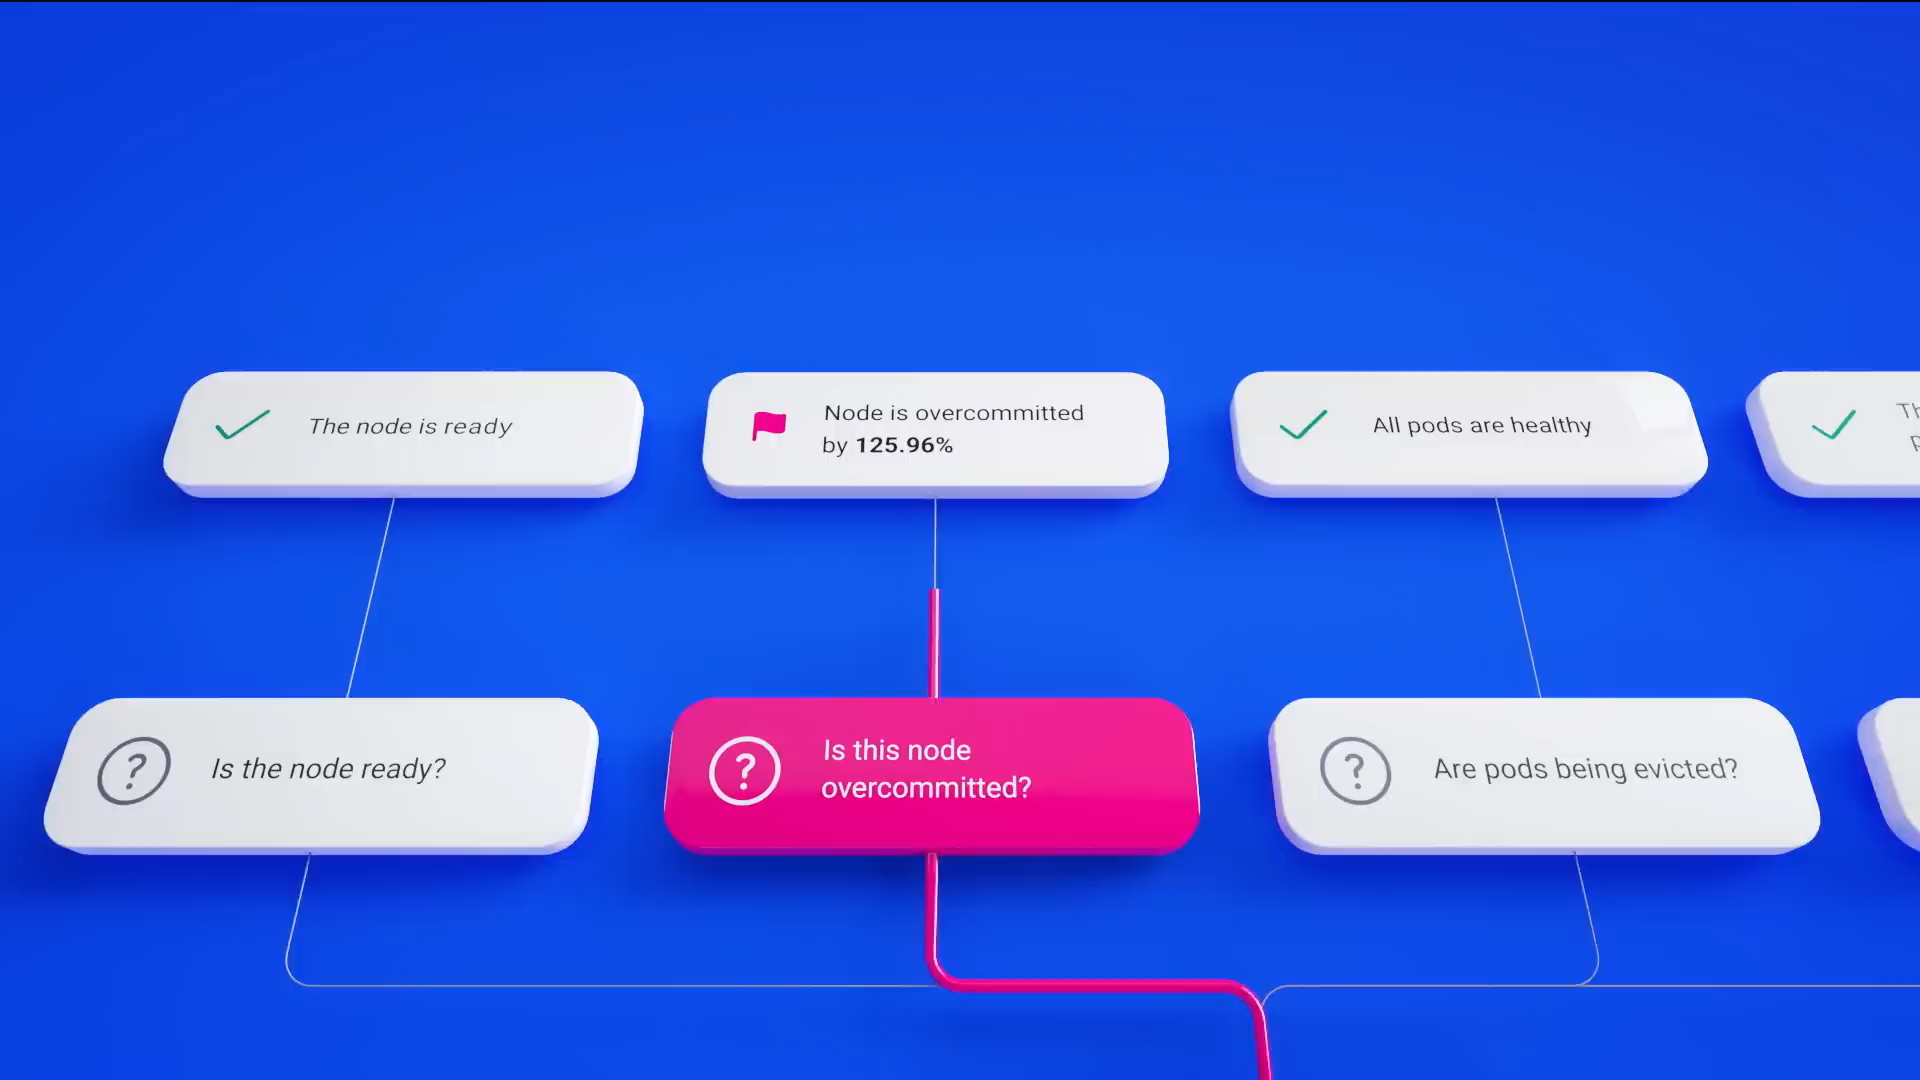 The node is ready
Node is overcommitted
by 125.96%
All pods are healthy
Is the node ready?
Is this node
overcommitted?
Are pods being evicted?